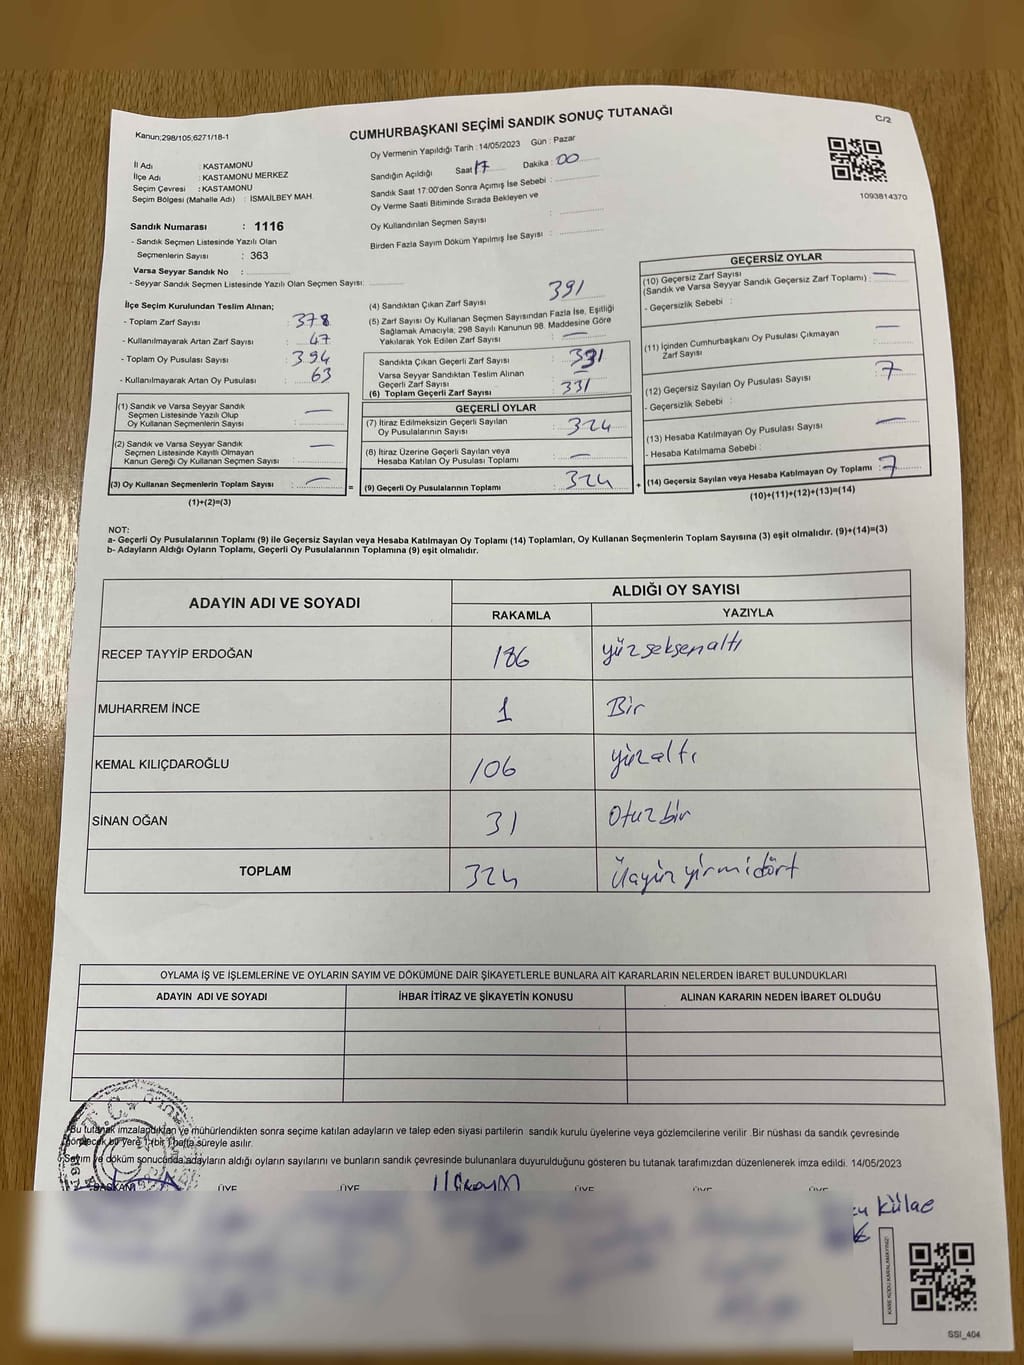 Kanun;298/105;6271/18-1
CUMHURBAŞKANI SEÇİMİ SANDIK SONUÇ TUTANAĞI
C/2
İl Adı : KASTAMONU
İlçe Adı : KASTAMONU MERKEZ
Seçim Çevresi : KASTAMONU
Seçim Bölgesi (Mahalle Adı) : İSMAİLBEY MAH.
Sandık Numarası : 1116
- Sandık Seçmen Listesinde Yazılı Olan
Seçmenlerin Sayısı : 363
Varsa Seyyar Sandık No :
- Seyyar Sandık Seçmen Listesinde Yazılı Olan Seçmen Sayısı:
Oy Vermenin Yapıldığı Tarih : 14/05/2023 Gün : Pazar
Sandığın Açıldığı Saat : 17 Dakika : 00
Sandık Saat 17:00'den Sonra Açımış İse Sebebi :
Oy Verme Saati Bitiminde Sırada Bekleyen ve
Oy Kullandırılan Seçmen Sayısı :
Birden Fazla Sayım Döküm Yapılmış İse Sayısı :
1093814370
İlçe Seçim Kurulundan Teslim Alınan;
- Toplam Zarf Sayısı : 378
- Kullanılmayarak Artan Zarf Sayısı : 47
- Toplam Oy Pusulası Sayısı : 394
- Kullanılmayarak Artan Oy Pusulası : 63
(1) Sandık ve Varsa Seyyar Sandık
Seçmen Listesinde Yazılı Olup
Oy Kullanan Seçmenlerin Sayısı : —
(2) Sandık ve Varsa Seyyar Sandık
Seçmen Listesinde Kayıtlı Olmayan
Kanun Gereği Oy Kullanan Seçmen Sayısı : —
(3) Oy Kullanan Seçmenlerin Toplam Sayısı : — =
(1)+(2)=(3)
(4) Sandıktan Çıkan Zarf Sayısı 391
(5) Zarf Sayısı Oy Kullanan Seçmen Sayısından Fazla İse, Eşitliği
Sağlamak Amacıyla, 298 Sayılı Kanunun 98. Maddesine Göre
Yakılarak Yok Edilen Zarf Sayısı : —
Sandıkta Çıkan Geçerli Zarf Sayısı : 331
Varsa Seyyar Sandıktan Teslim Alınan
Geçerli Zarf Sayısı : —
(6) Toplam Geçerli Zarf Sayısı : 331
GEÇERLİ OYLAR
(7) İtiraz Edilmeksizin Geçerli Sayılan
Oy Pusulalarının Sayısı : 324
(8) İtiraz Üzerine Geçerli Sayılan veya
Hesaba Katılan Oy Pusulası Toplamı : —
(9) Geçerli Oy Pusulalarının Toplamı : 324 +
GEÇERSİZ OYLAR
(10) Geçersiz Zarf Sayısı
(Sandık ve Varsa Seyyar Sandık Geçersiz Zarf Toplamı) : —
- Geçersizlik Sebebi :
(11) İçinden Cumhurbaşkanı Oy Pusulası Çıkmayan
Zarf Sayısı : —
(12) Geçersiz Sayılan Oy Pusulası Sayısı : 7
- Geçersizlik Sebebi :
(13) Hesaba Katılmayan Oy Pusulası Sayısı : —
- Hesaba Katılmama Sebebi :
(14) Geçersiz Sayılan veya Hesaba Katılmayan Oy Toplamı : 7
(10)+(11)+(12)+(13)=(14)
NOT:
a- Geçerli Oy Pusulalarının Toplamı (9) ile Geçersiz Sayılan veya Hesaba Katılmayan Oy Toplamı (14) Toplamları, Oy Kullanan Seçmenlerin Toplam Sayısına (3) eşit olmalıdır. (9)+(14)=(3)
b- Adayların Aldığı Oyların Toplamı, Geçerli Oy Pusulalarının Toplamına (9) eşit olmalıdır.
ADAYIN ADI VE SOYADI ALDIĞI OY SAYISI
RAKAMLA YAZIYLA
RECEP TAYYİP ERDOĞAN 186 yüzseksenaltı
MUHARREM İNCE 1 Bir
KEMAL KILIÇDAROĞLU 106 yüzaltı
SİNAN OĞAN 31 Otuzbir
TOPLAM 324 Üçyüzyirmidört
OYLAMA İŞ VE İŞLEMLERİNE VE OYLARIN SAYIM VE DÖKÜMÜNE DAİR ŞİKAYETLERLE BUNLARA AİT KARARLARIN NELERDEN İBARET BULUNDUKLARI
ADAYIN ADI VE SOYADI İHBAR İTİRAZ VE ŞİKAYETİN KONUSU ALINAN KARARIN NEDEN İBARET OLDUĞU
Bu tutanak imzalandıktan ve mühürlendikten sonra seçime katılan adayların ve talep eden siyasi partilerin sandık kurulu üyelerine veya gözlemcilerine verilir .Bir nüshası da sandık çevresinde
görülecek bir yere 1 (bir ) hafta süreyle asılır.
Sayım ve döküm sonucunda adayların aldığı oyların sayılarını ve bunların sandık çevresinde bulunanlara duyurulduğunu gösteren bu tutanak tarafımızdan düzenlenerek imza edildi. 14/05/2023
T.C.
BAŞKAN ÜYE ÜYE ÜYE ÜYE ÜYE
Külae
KARE KODU KARALAMAYINIZ!
SSİ_404